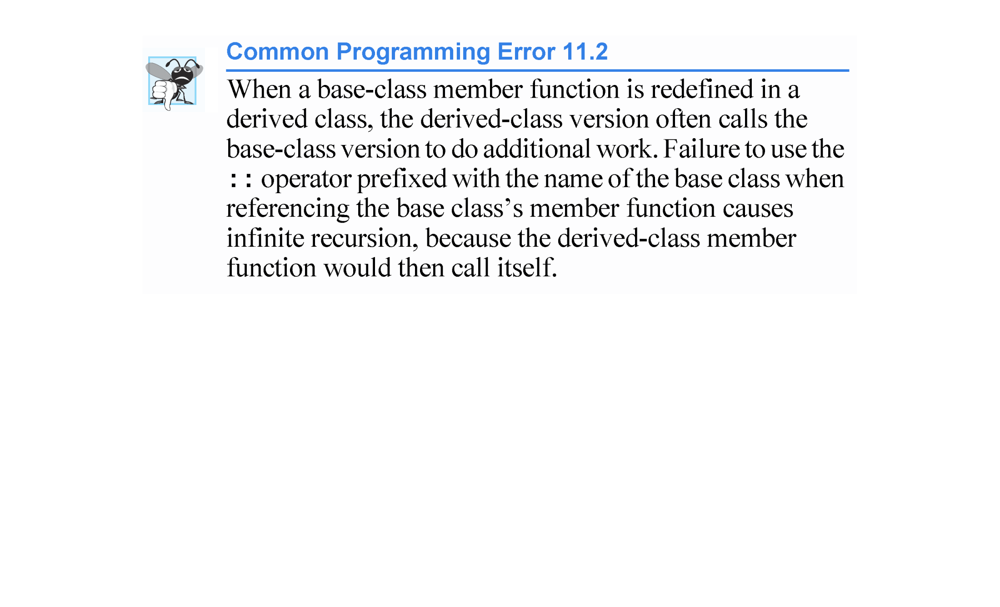 Common Programming Error 11.2
When a base-class member function is redefined in a
derived class, the derived-class version often calls the
base-class version to do additional work. Failure to use the
:: operator prefixed with the name of the base class when
referencing the base class’s member function causes
infinite recursion, because the derived-class member
function would then call itself.